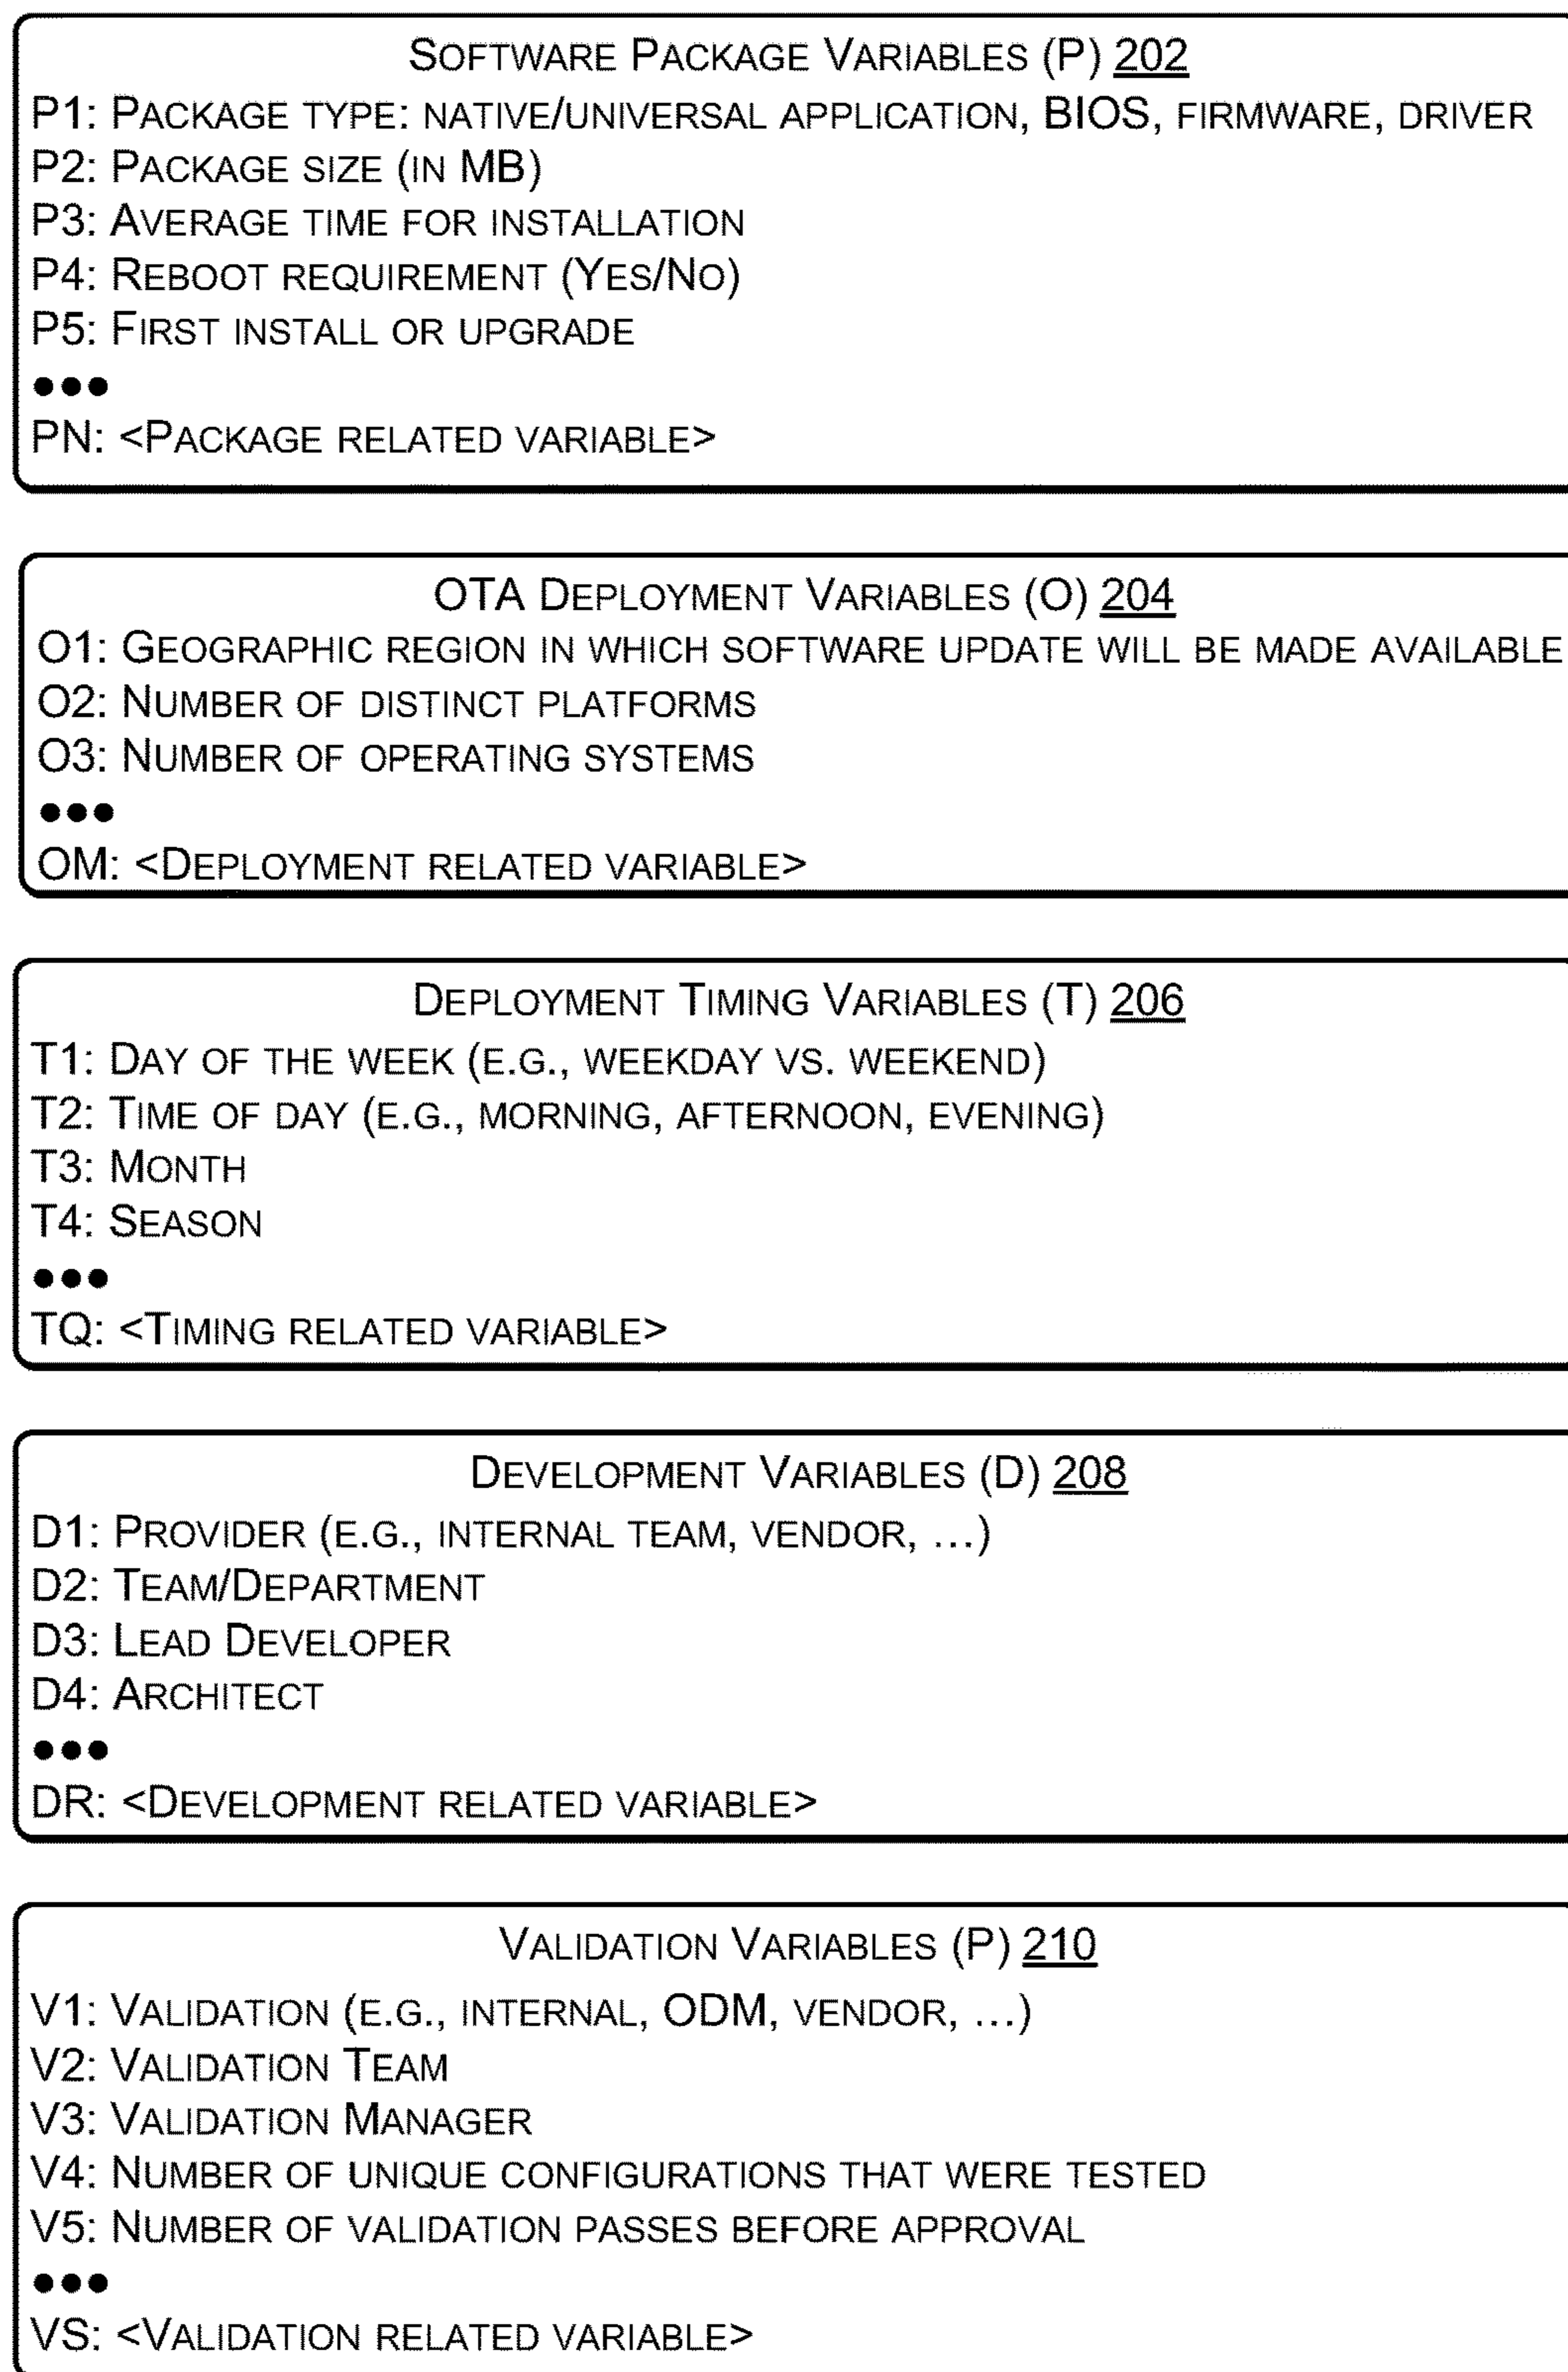 SOFTWARE PACKAGE VARIABLES (P) 202
P1: PACKAGE TYPE: NATIVE/UNIVERSAL APPLICATION, BIOS, FIRMWARE, DRIVER
P2: PACKAGE SIZE (IN MB)
P3: AVERAGE TIME FOR INSTALLATION
P4: REBOOT REQUIREMENT (YES/NO)
P5: FIRST INSTALL OR UPGRADE
●●●
PN: <PACKAGE RELATED VARIABLE>
OTA DEPLOYMENT VARIABLES (O) 204
O1: GEOGRAPHIC REGION IN WHICH SOFTWARE UPDATE WILL BE MADE AVAILABLE
O2: NUMBER OF DISTINCT PLATFORMS
O3: NUMBER OF OPERATING SYSTEMS
●●●
OM: <DEPLOYMENT RELATED VARIABLE>
DEPLOYMENT TIMING VARIABLES (T) 206
T1: DAY OF THE WEEK (E.G., WEEKDAY VS. WEEKEND)
T2: TIME OF DAY (E.G., MORNING, AFTERNOON, EVENING)
T3: MONTH
T4: SEASON
●●●
TQ: <TIMING RELATED VARIABLE>
DEVELOPMENT VARIABLES (D) 208
D1: PROVIDER (E.G., INTERNAL TEAM, VENDOR, ...)
D2: TEAM/DEPARTMENT
D3: LEAD DEVELOPER
D4: ARCHITECT
●●●
DR: <DEVELOPMENT RELATED VARIABLE>
VALIDATION VARIABLES (P) 210
V1: VALIDATION (E.G., INTERNAL, ODM, VENDOR, ...)
V2: VALIDATION TEAM
V3: VALIDATION MANAGER
V4: NUMBER OF UNIQUE CONFIGURATIONS THAT WERE TESTED
V5: NUMBER OF VALIDATION PASSES BEFORE APPROVAL
●●●
VS: <VALIDATION RELATED VARIABLE>